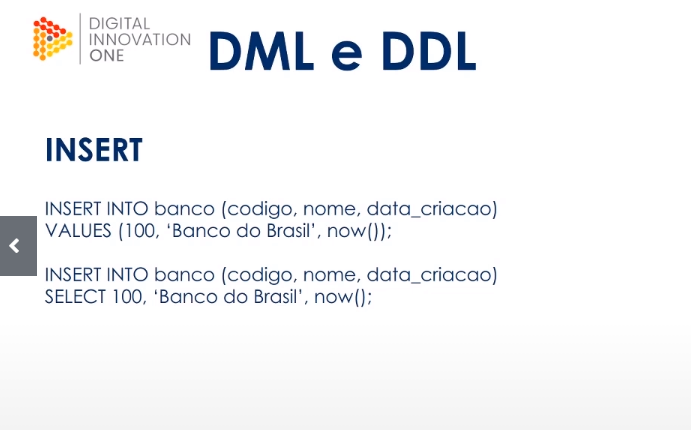 DIGITAL
INNOVATION
ONE
DML e DDL
INSERT
INSERT INTO banco (codigo, nome, data_criacao)
VALUES (100, ‘Banco do Brasil’, now());
INSERT INTO banco (codigo, nome, data_criacao)
SELECT 100, ‘Banco do Brasil’, now();